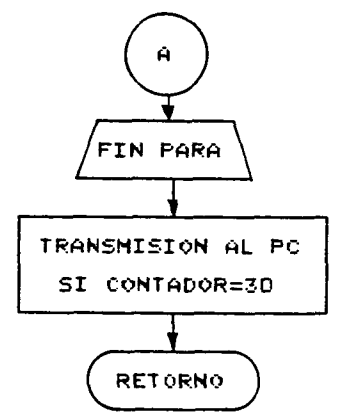 A
FIN PARA
TRANSMISION AL PC
SI CONTADOR=30
RETORNO